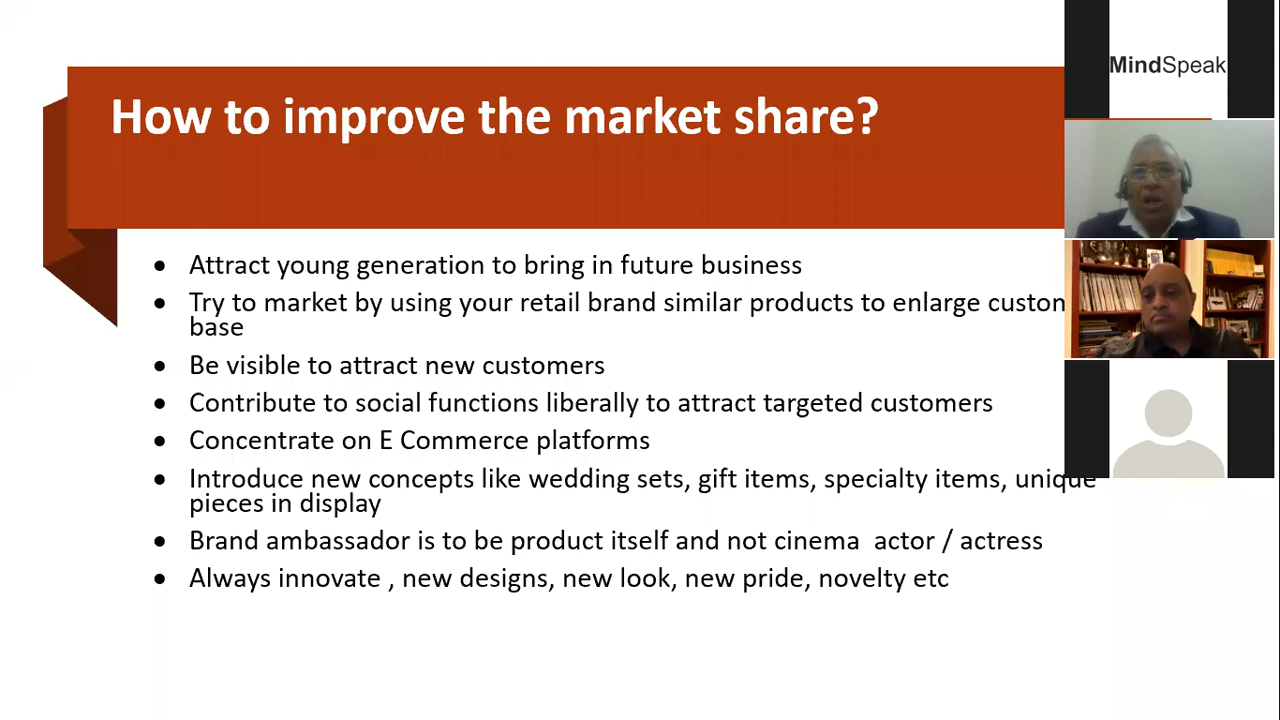 How to improve the market share?
MindSpeak
• Attract young generation to bring in future business
• Try to market by using your retail brand similar products to enlarge
base
• Be visible to attract new customers
• Contribute to social functions liberally to attract targeted customers
• Concentrate on E Commerce platforms
• Introduce new concepts like wedding sets, gift items, specialty items, unique
pieces in display
• Brand ambassador is to be product itself and not cinema  actor / actress
• Always innovate , new designs, new look, new pride, novelty etc